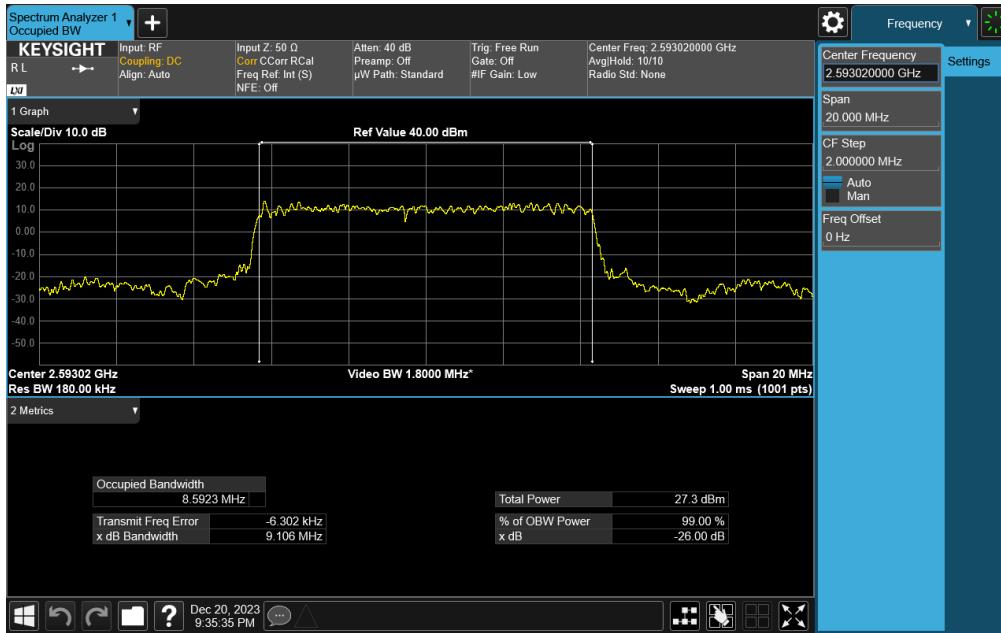 Spectrum Analyzer 1
Occupied BW
Frequency
KEYSIGHT
R L
LXI
Input: RF
Coupling: DC
Align: Auto
Input Z: 50 Ω
Corr CCorr RCal
Freq Ref: Int (S)
NFE: Off
Atten: 40 dB
Preamp: Off
µW Path: Standard
Trig: Free Run
Gate: Off
#IF Gain: Low
Center Freq: 2.593020000 GHz
Avg|Hold: 10/10
Radio Std: None
Center Frequency
2.593020000 GHz
Settings
Span
20.000 MHz
CF Step
2.000000 MHz
Auto
Man
Freq Offset
0 Hz
1 Graph
Scale/Div 10.0 dB
Ref Value 40.00 dBm
Log
30.0
20.0
10.0
0.00
-10.0
-20.0
-30.0
-40.0
-50.0
Center 2.59302 GHz
Video BW 1.8000 MHz*
Span 20 MHz
Res BW 180.00 kHz
Sweep 1.00 ms (1001 pts)
2 Metrics
Occupied Bandwidth
8.5923 MHz
Total Power 27.3 dBm
Transmit Freq Error -6.302 kHz
% of OBW Power 99.00 %
x dB Bandwidth 9.106 MHz
x dB -26.00 dB
?
Dec 20, 2023
9:35:35 PM